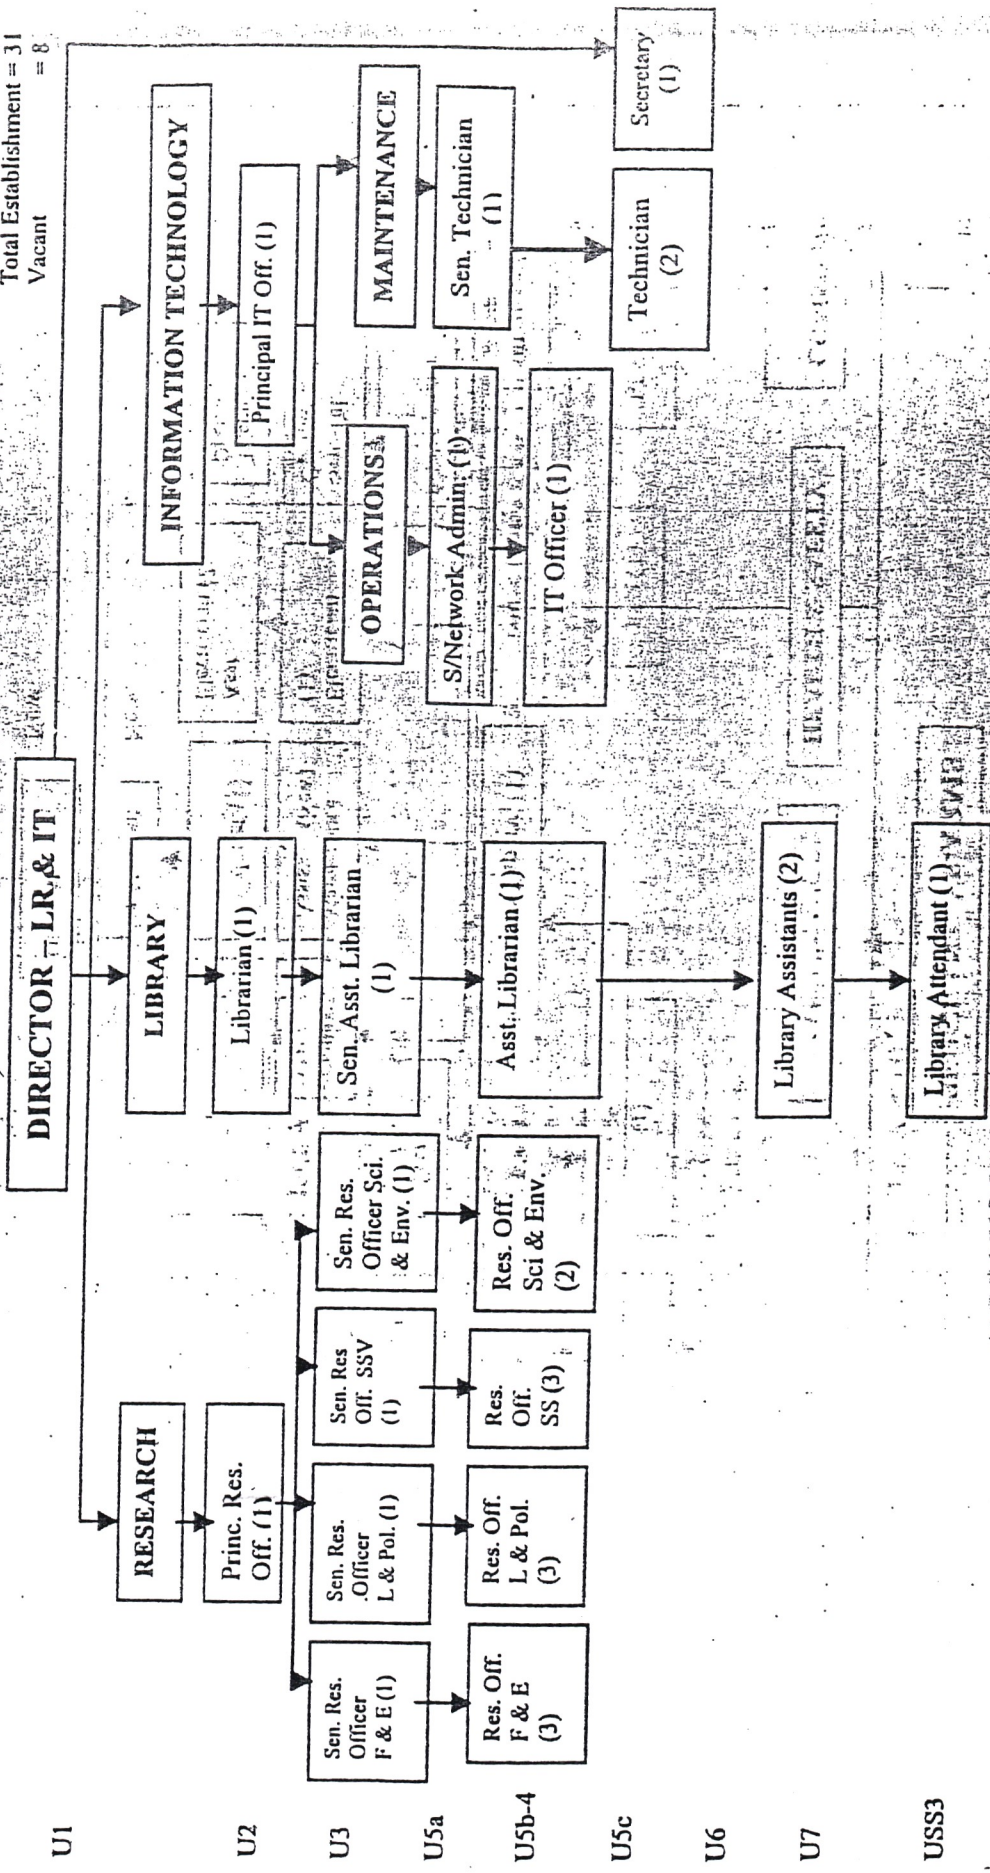 Total Establishment = 31
Vacant = 8
DIRECTOR – LR & IT
RESEARCH
LIBRARY
INFORMATION TECHNOLOGY
Princ. Res.
Off. (1)
Librarian (1)
Principal IT Off. (1)
OPERATIONS
MAINTENANCE
Sen. Res.
Officer
F & E (1)
Sen. Res.
Officer
L & Pol. (1)
Sen. Res
Off. SSV
(1)
Sen. Res.
Officer Sci.
& Env. (1)
Sen. Asst. Librarian
(1)
S/Network Admin. (1)
Sen. Technician
(1)
Res. Off.
F & E
(3)
Res. Off.
L & Pol.
(3)
Res.
Off.
SS (3)
Res. Off.
Sci & Env.
(2)
Asst. Librarian (1)
IT Officer (1)
Technician
(2)
Secretary
(1)
Library Assistants (2)
Library Attendant (1)
U1
U2
U3
U5a
U5b-4
U5c
U6
U7
USS3